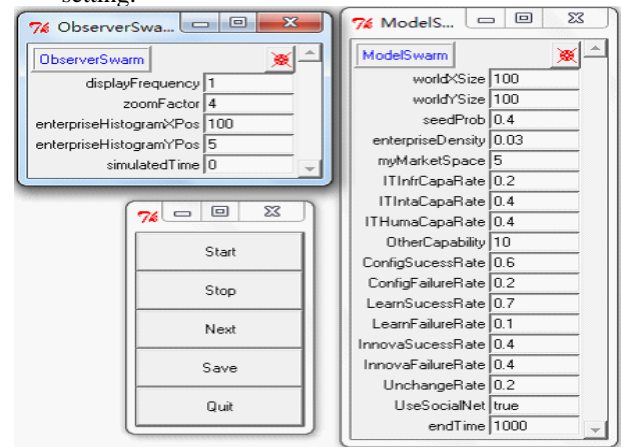 setting.
ObserverSwa...
ObserverSwarm
displayFrequency 1
zoomFactor 4
enterpriseHistogramXPos 100
enterpriseHistogramYPos 5
simulatedTime 0
Start
Stop
Next
Save
Quit
ModelS...
ModelSwarm
worldXSize 100
worldYSize 100
seedProb 0.4
enterpriseDensity 0.03
myMarketSpace 5
ITInfrCapaRate 0.2
ITIntaCapaRate 0.4
ITHumaCapaRate 0.4
OtherCapability 10
ConfigSucessRate 0.6
ConfigFailureRate 0.2
LearnSucessRate 0.7
LearnFailureRate 0.1
InnovaSucessRate 0.4
InnovaFailureRate 0.4
UnchangeRate 0.2
UseSocialNet true
endTime 1000